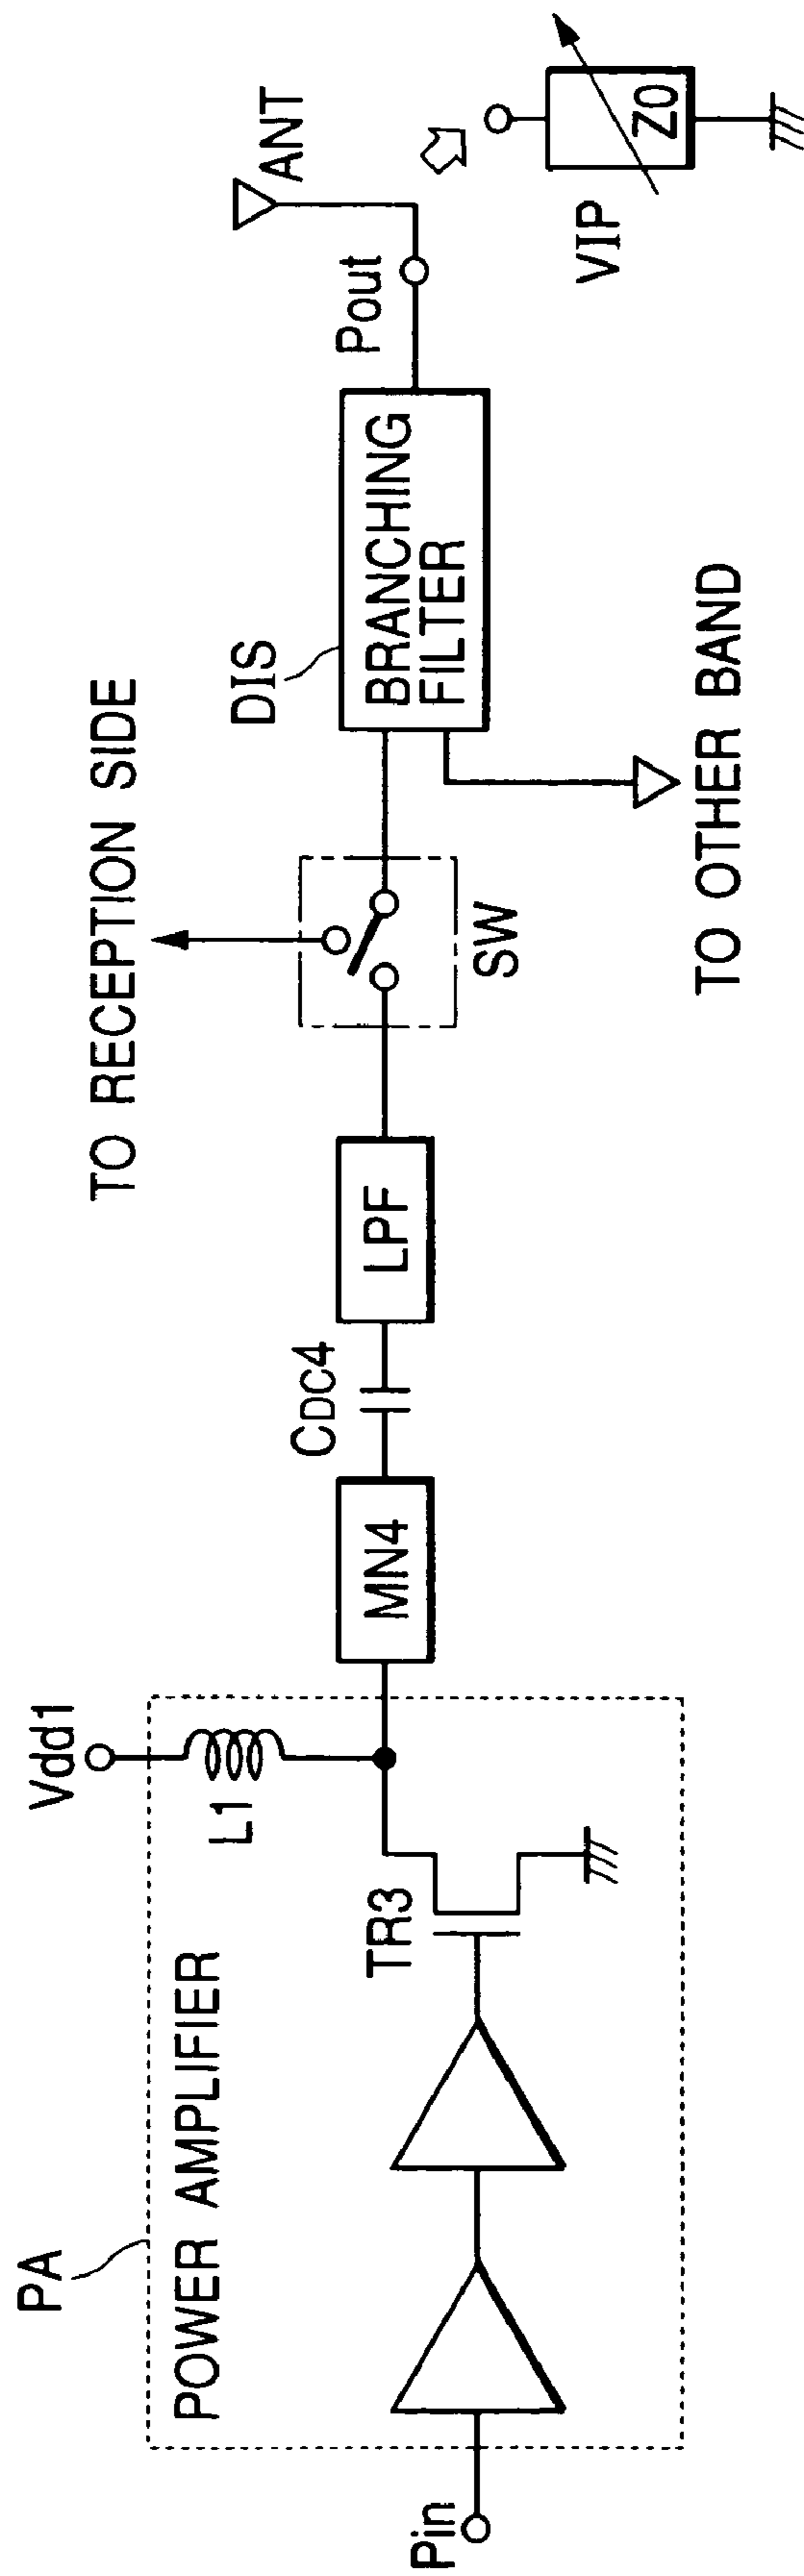 PA
POWER AMPLIFIER
Pin
TR3
L1
Vdd1
MN4
CDC4
LPF
TO RECEPTION SIDE
SW
DIS
BRANCHING
FILTER
TO OTHER BAND
Pout
ANT
VIP
Z0